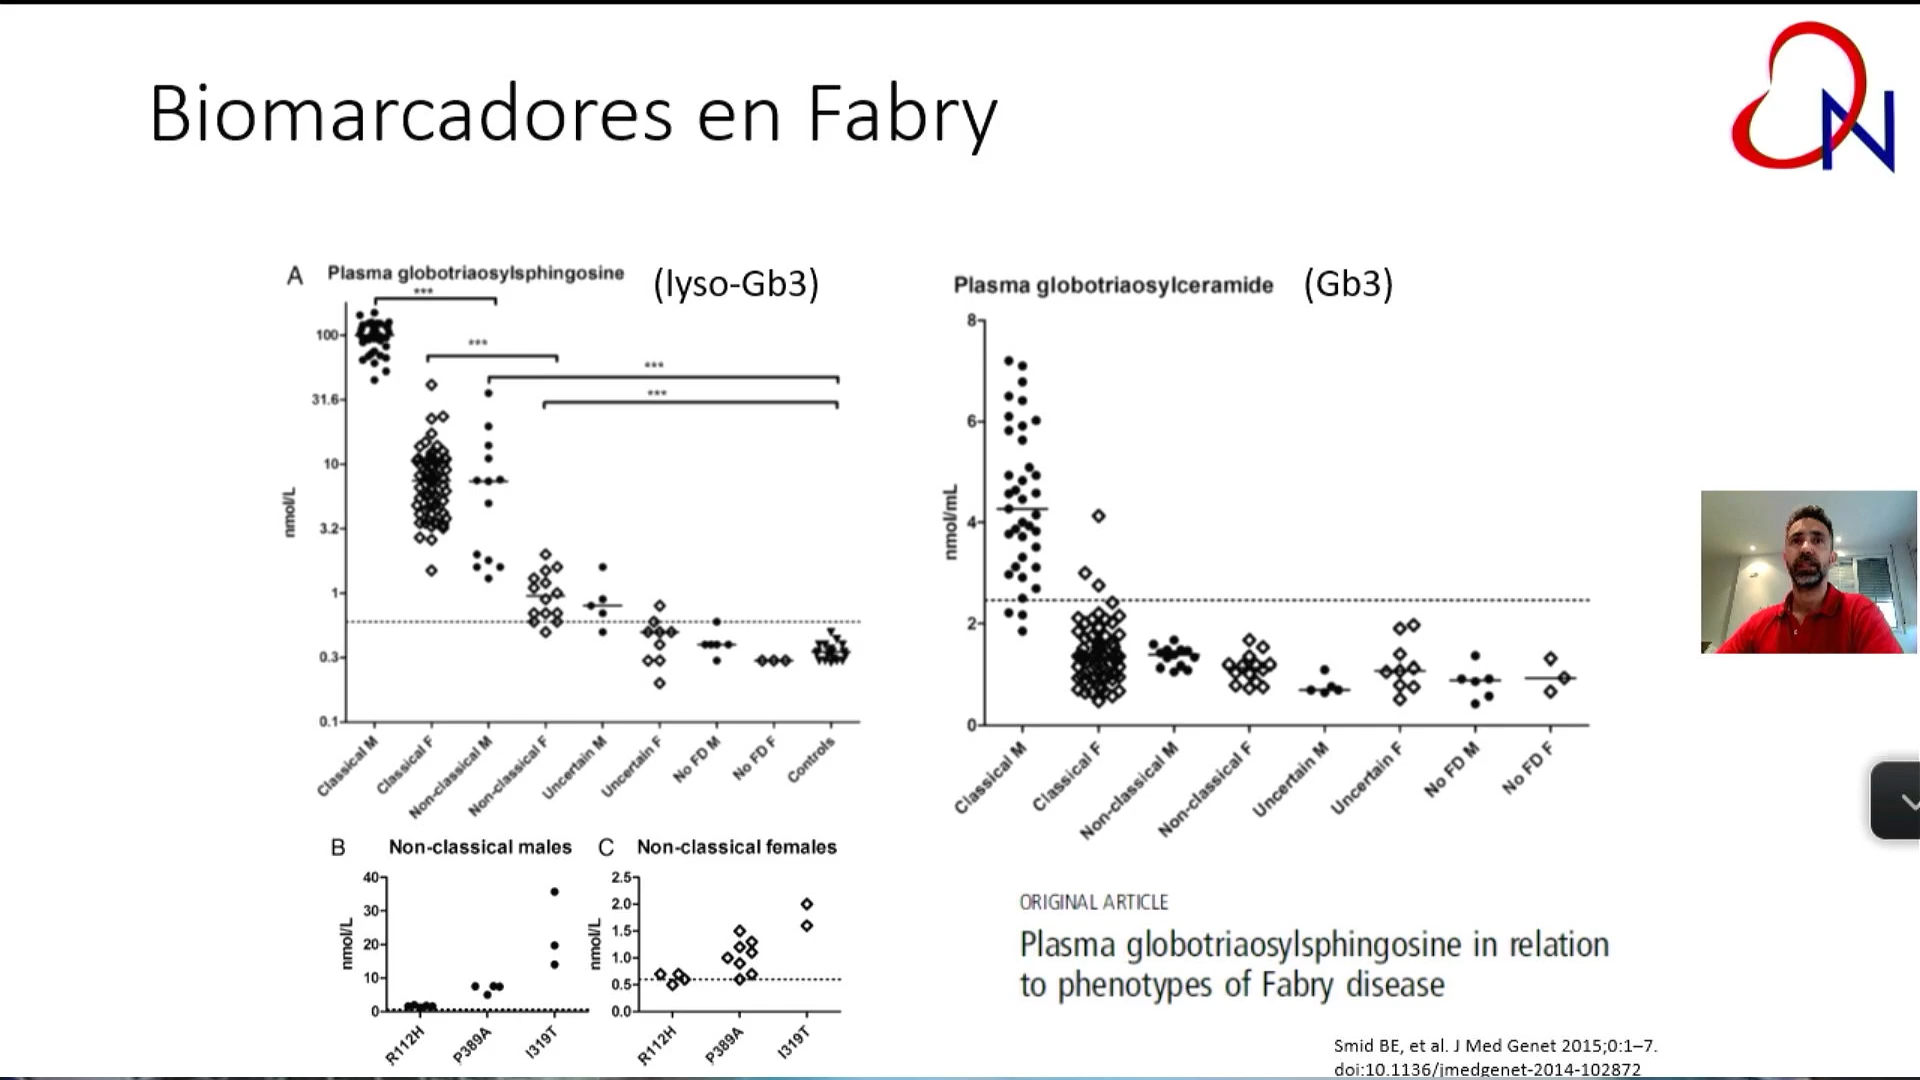 Biomarcadores en Fabry
N
A Plasma globotriaosylsphingosine (lyso-Gb3)
***
***
***
***
100
31.6
10
3.2
1
0.3
0.1
nmol/L
Classical M
Classical F
Non-classical M
Non-classical F
Uncertain M
Uncertain F
No FD M
No FD F
Controls
Plasma globotriaosylceramide (Gb3)
8
6
4
2
0
nmol/mL
Classical M
Classical F
Non-classical M
Non-classical F
Uncertain M
Uncertain F
No FD M
No FD F
B Non-classical males
40
30
20
10
0
nmol/L
R112H
P389A
I319T
C Non-classical females
2.5
2.0
1.5
1.0
0.5
0.0
nmol/L
R112H
P389A
I319T
ORIGINAL ARTICLE
Plasma globotriaosylsphingosine in relation
to phenotypes of Fabry disease
Smid BE, et al. J Med Genet 2015;0:1–7.
doi:10.1136/jmedgenet-2014-102872